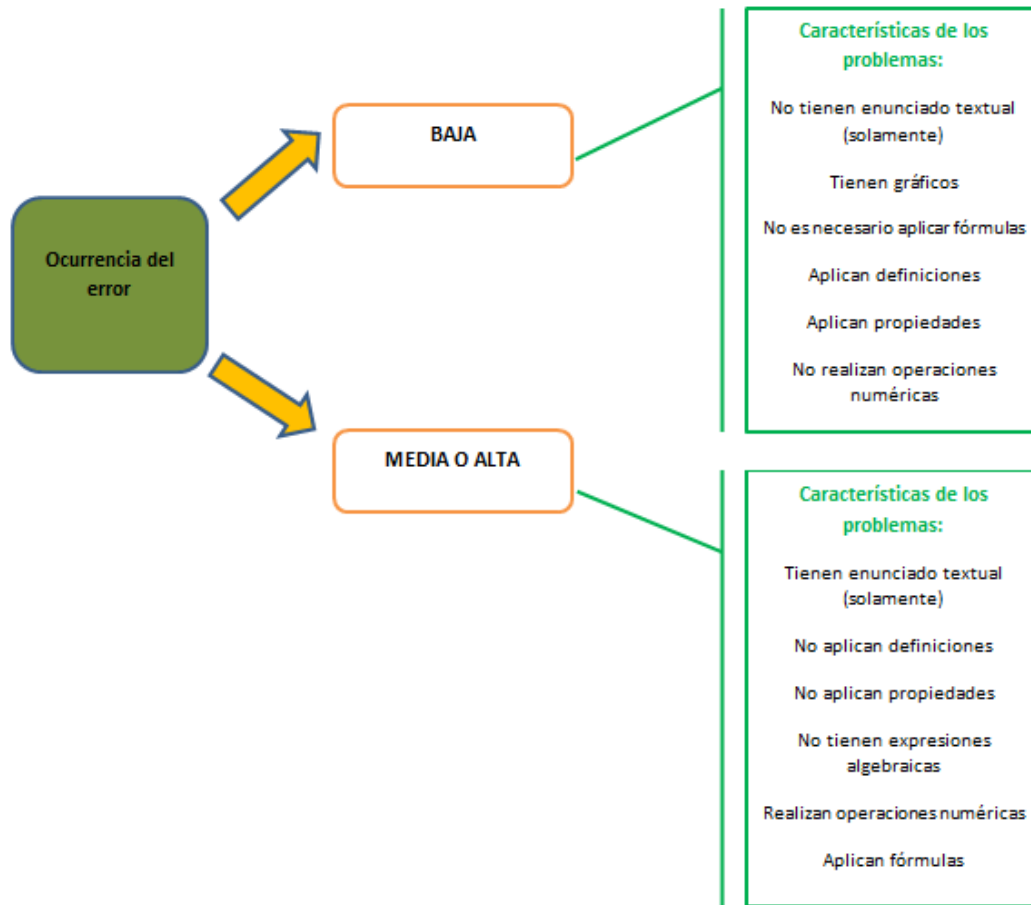 Ocurrencia del
error
BAJA
Características de los
problemas:
No tienen enunciado textual
(solamente)
Tienen gráficos
No es necesario aplicar fórmulas
Aplican definiciones
Aplican propiedades
No realizan operaciones
numéricas
MEDIA O ALTA
Características de los
problemas:
Tienen enunciado textual
(solamente)
No aplican definiciones
No aplican propiedades
No tienen expresiones
algebraicas
Realizan operaciones numéricas
Aplican fórmulas